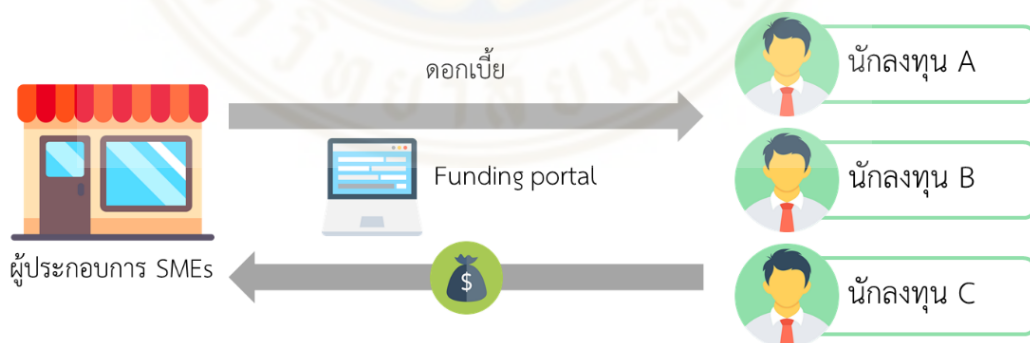 ดอกเบี้ย
นักลงทุน A
Funding portal
นักลงทุน B
ผู้ประกอบการ SMEs
$
นักลงทุน C